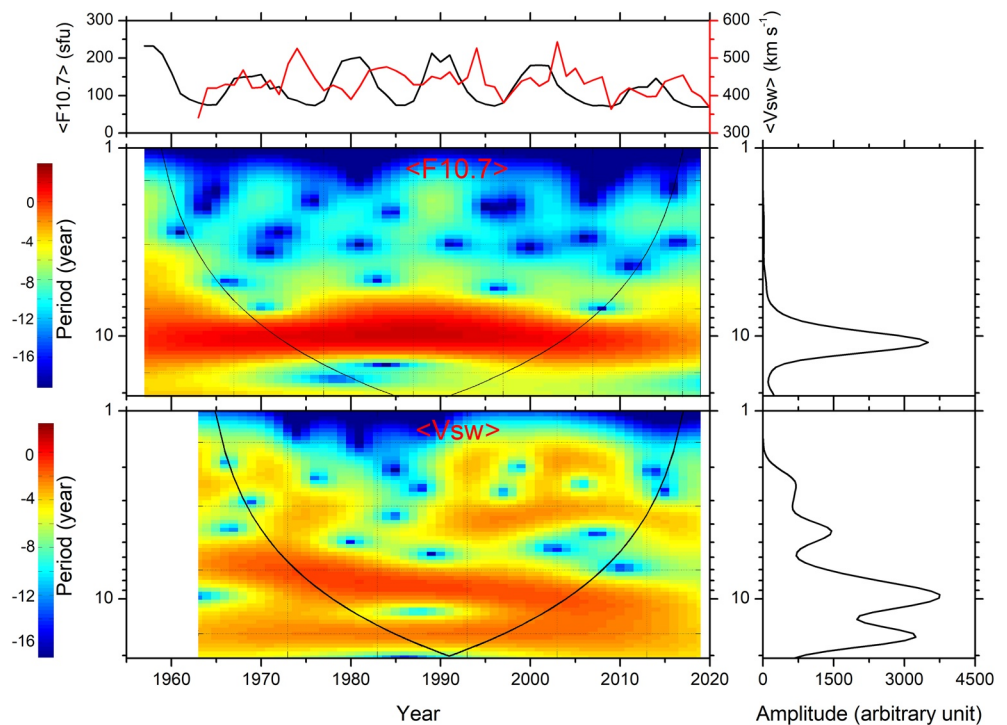 <F10.7> (sfu)
300
200
100
0
600
500
400
300
<Vsw> (km s⁻¹)
0
-4
-8
-12
-16
Period (year)
1
10
<F10.7>
1
10
0
-4
-8
-12
-16
Period (year)
1
10
<Vsw>
1
10
1960 1970 1980 1990 2000 2010 2020
Year
0 1500 3000 4500
Amplitude (arbitrary unit)